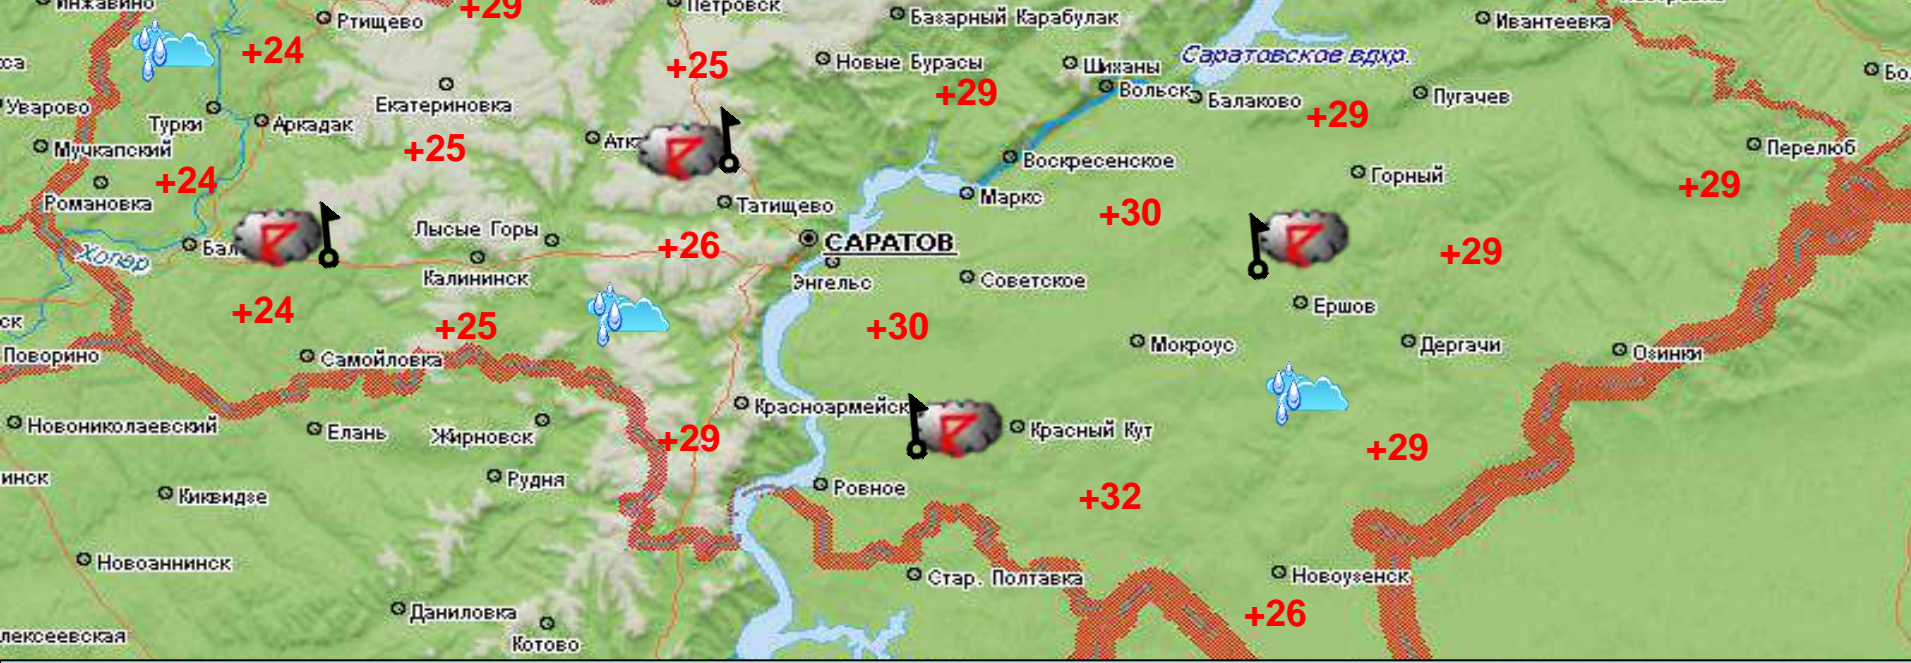 +29
Ртищево
Петровск
Базарный Карабулак
Ивантеевка
+24
+25
Новые Бурасы
Шиханы
Саратовское вдхр.
Уварово
Екатериновка
+29
Вольск
Балаково
+29
Пугачев
Турки
Аркадак
Мучкапский
+25
Воскресенское
Перелюб
+24
Горный
+29
Романовка
Татищево
Маркс
+30
Хопер
Лысые Горы
+26
САРАТОВ
+29
Калининск
Энгельс
Советское
Ершов
+24
+25
+30
Поворино
Самойловка
Мокроус
Дергачи
Озинки
Новониколаевский
Елань
Жирновск
+29
Красноармейск
Красный Кут
+29
Киквидзе
Рудня
Ровное
+32
Новоаннинск
Стар. Полтавка
Новоузенск
Даниловка
Котово
+26